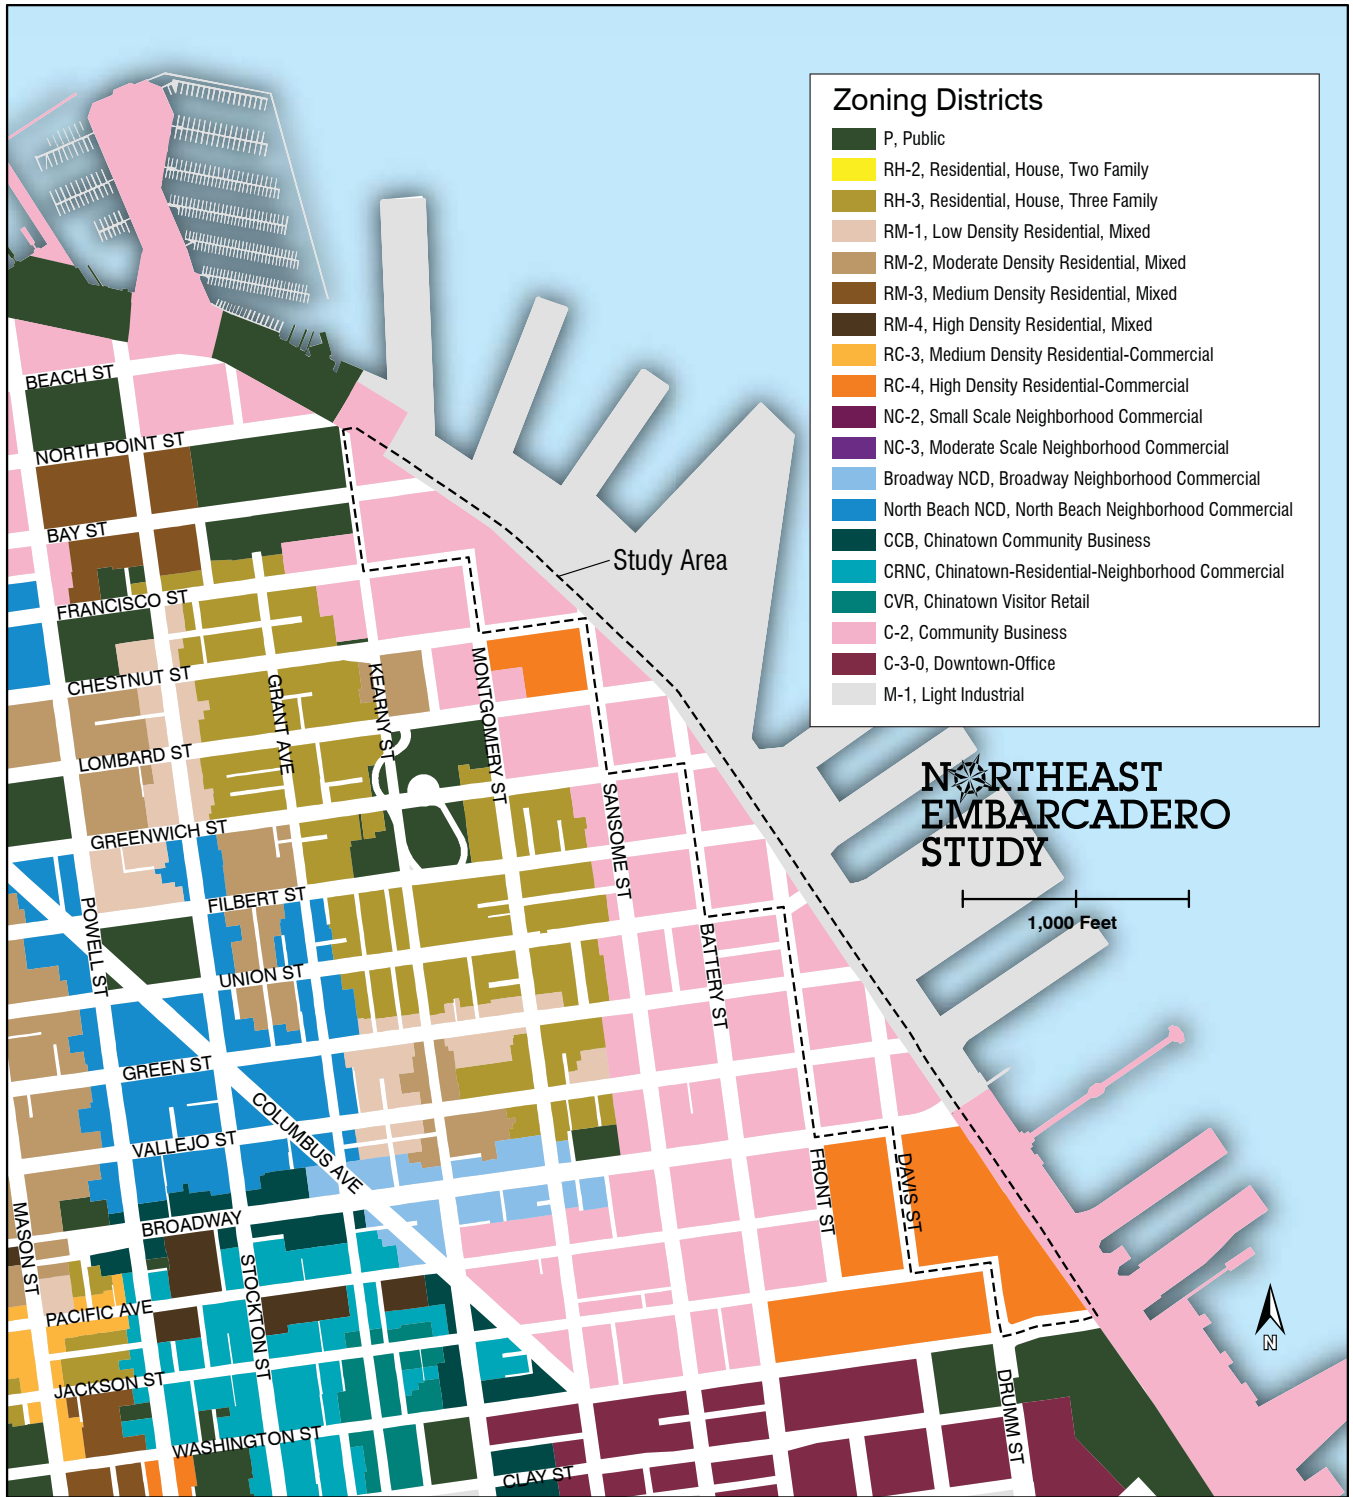 Zoning Districts
P, Public
RH-2, Residential, House, Two Family
RH-3, Residential, House, Three Family
RM-1, Low Density Residential, Mixed
RM-2, Moderate Density Residential, Mixed
RM-3, Medium Density Residential, Mixed
RM-4, High Density Residential, Mixed
RC-3, Medium Density Residential-Commercial
RC-4, High Density Residential-Commercial
NC-2, Small Scale Neighborhood Commercial
NC-3, Moderate Scale Neighborhood Commercial
Broadway NCD, Broadway Neighborhood Commercial
North Beach NCD, North Beach Neighborhood Commercial
CCB, Chinatown Community Business
CRNC, Chinatown-Residential-Neighborhood Commercial
CVR, Chinatown Visitor Retail
C-2, Community Business
C-3-0, Downtown-Office
M-1, Light Industrial
BEACH ST
NORTH POINT ST
BAY ST
Study Area
FRANCISCO ST
CHESTNUT ST
GRANT AVE
KEARNY ST
MONTGOMERY ST
LOMBARD ST
SANSOME ST
GREENWICH ST
NORTHEAST
EMBARCADERO
STUDY
1,000 Feet
FILBERT ST
POWELL ST
UNION ST
BATTERY ST
GREEN ST
COLUMBUS AVE
VALLEJO ST
FRONT ST
DAVIS ST
MASON ST
BROADWAY
STOCKTON ST
PACIFIC AVE
N
JACKSON ST
DRUMM ST
WASHINGTON ST
CLAY ST